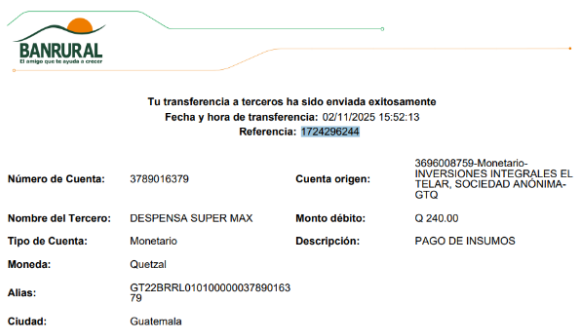 BANRURAL
El amigo que te ayuda a crecer
Tu transferencia a terceros ha sido enviada exitosamente
Fecha y hora de transferencia: 02/11/2025 15:52:13
Referencia: 1724296244
Número de Cuenta: 3789016379
Cuenta origen: 3696008759-Monetario-
INVERSIONES INTEGRALES EL
TELAR, SOCIEDAD ANÓNIMA-
GTQ
Nombre del Tercero: DESPENSA SUPER MAX
Monto débito: Q 240.00
Tipo de Cuenta: Monetario
Descripción: PAGO DE INSUMOS
Moneda: Quetzal
Alias: GT22BRRL010100000037890163
79
Ciudad: Guatemala